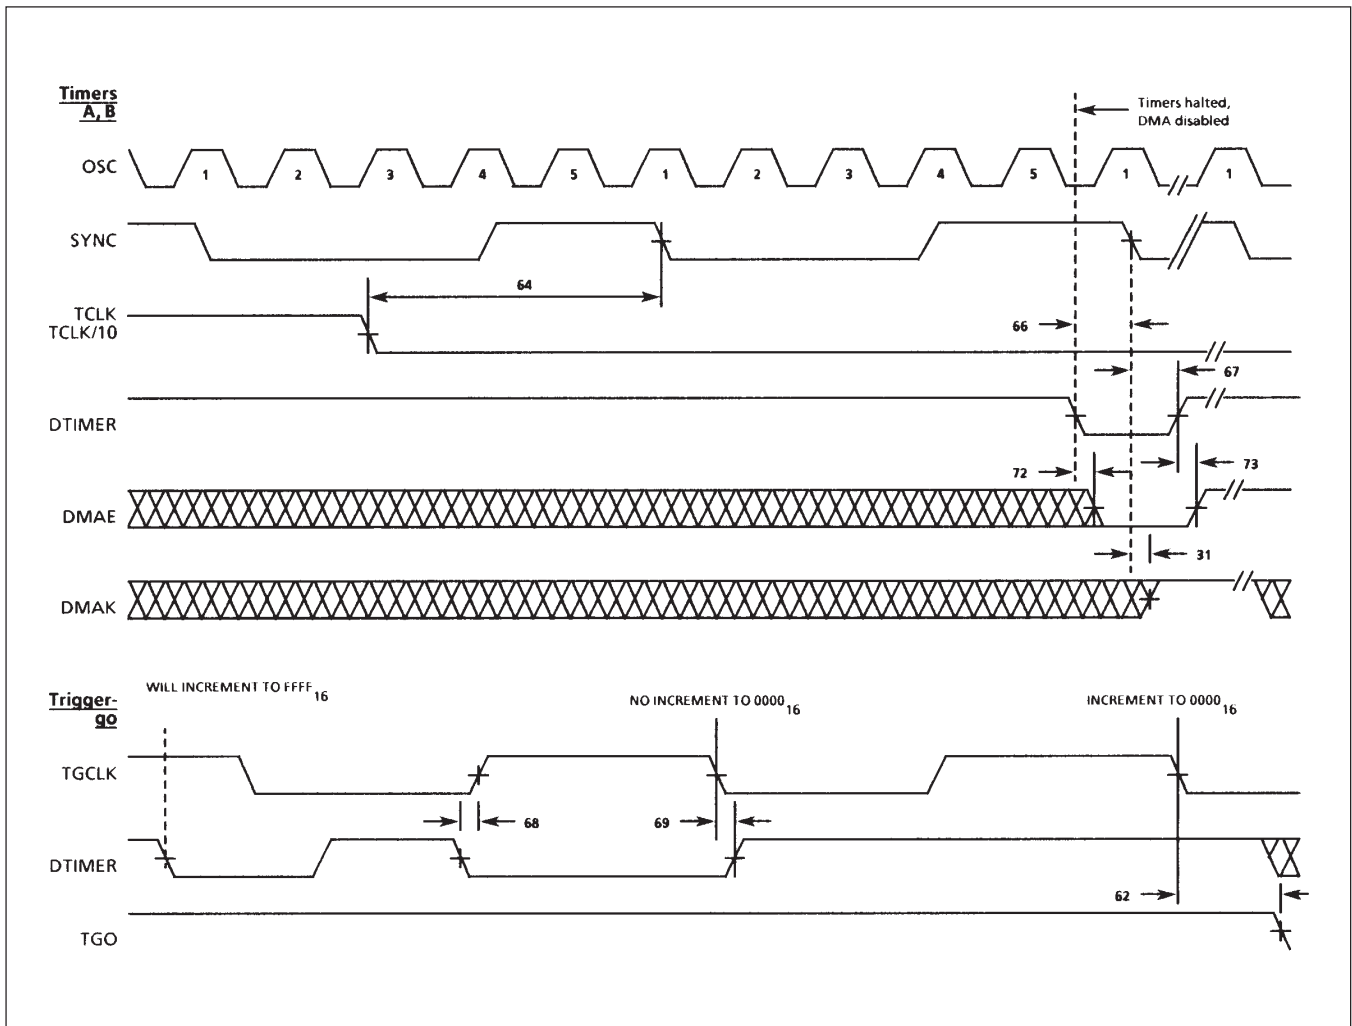 Timers
A, B
Timers halted,
DMA disabled
OSC
1 2 3 4 5 1 2 3 4 5 1 1
SYNC
64
TCLK
TCLK/10
66
67
DTIMER
72
73
DMAE
31
DMAK
Trigger-
go
WILL INCREMENT TO FFFF16
NO INCREMENT TO 000016
INCREMENT TO 000016
TGCLK
68
69
DTIMER
62
TGO